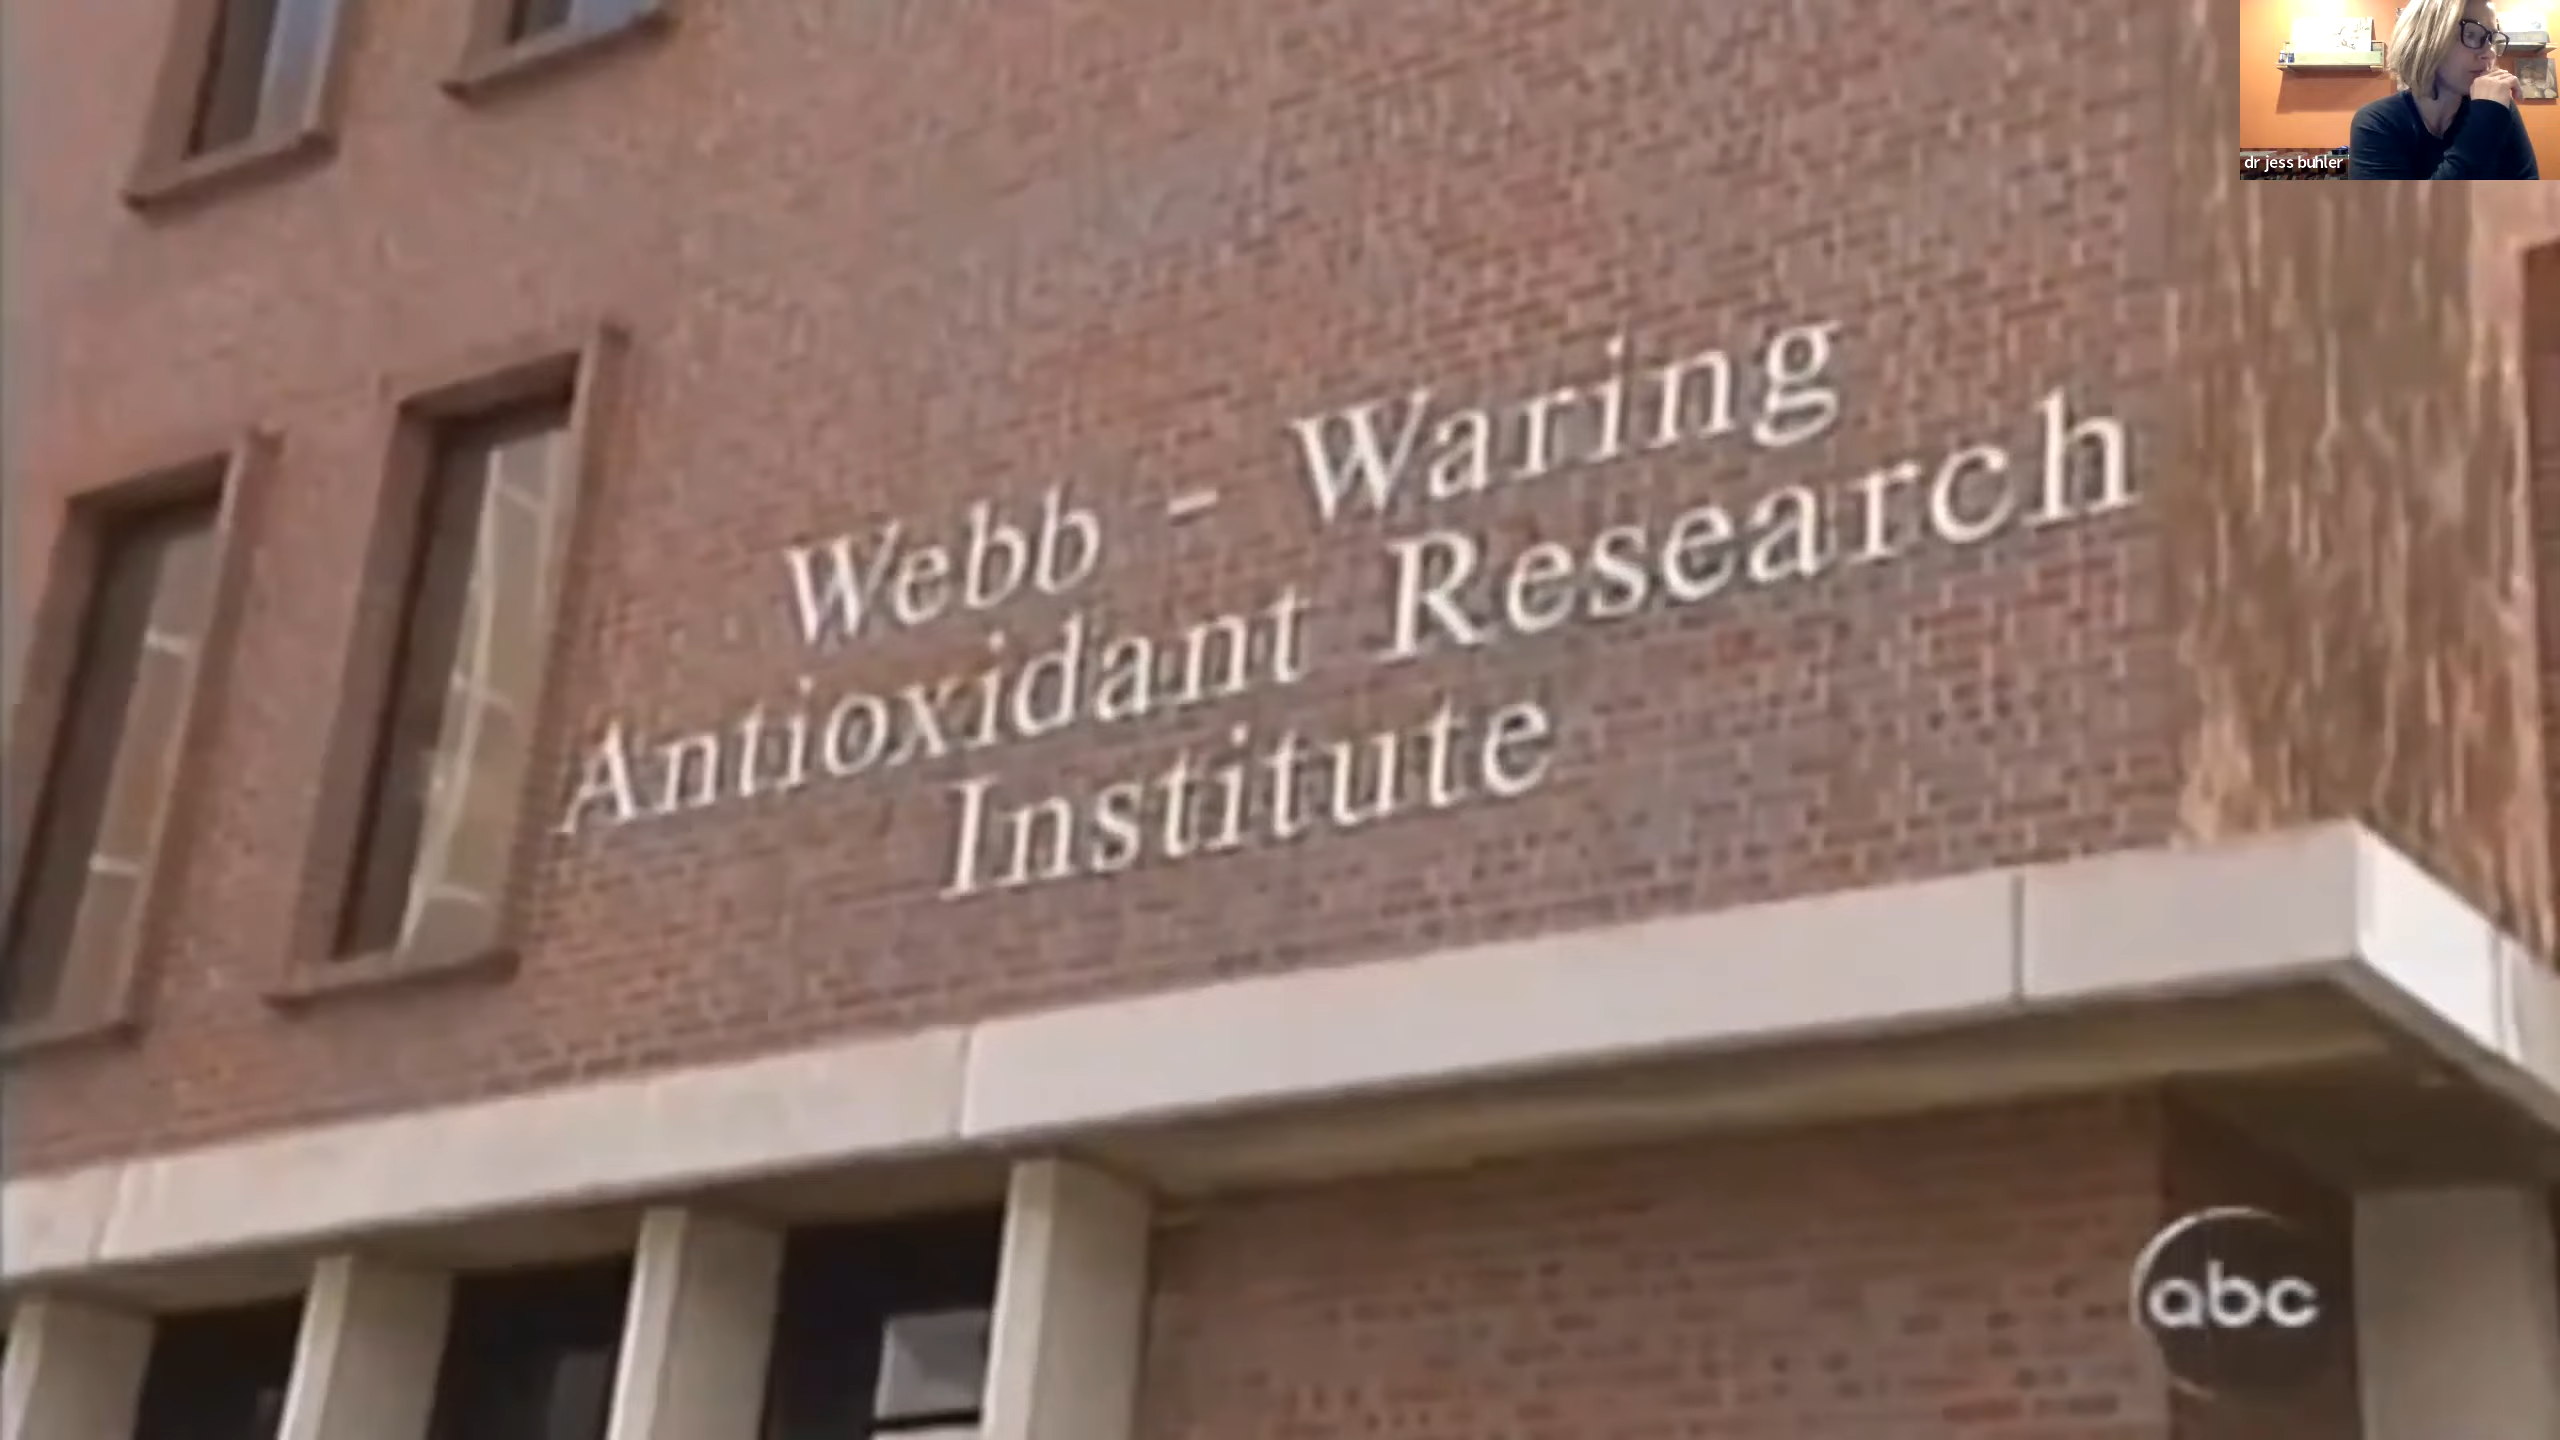 dr jess buhler
Webb - Waring
Antioxidant Research
Institute
abc